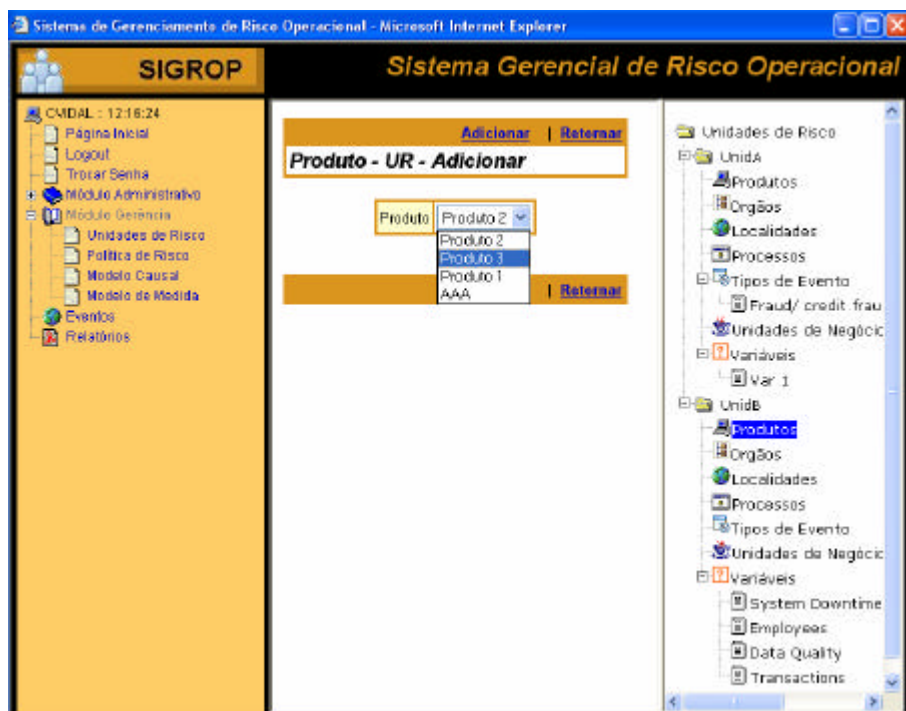 Sistema de Gerenciamento de Risco Operacional - Microsoft Internet Explorer
SIGROP
Sistema Gerencial de Risco Operacional
CVIDAL : 12:16:24
Página Inicial
Logout
Trocar Senha
Módulo Administrativo
Módulo Gerência
Unidades de Risco
Política de Risco
Modelo Causal
Modelo de Medida
Eventos
Relatórios
Adicionar | Retornar
Produto - UR - Adicionar
Produto Produto 2
Produto 2
Produto 3
Produto 1
AAA
| Retornar
Unidades de Risco
UnidA
Produtos
Orgãos
Localidades
Processos
Tipos de Evento
Fraud/ credit frau
Unidades de Negócic
Variáveis
Var 1
UnidB
Produtos
Orgãos
Localidades
Processos
Tipos de Evento
Unidades de Negócic
Variáveis
System Downtime
Employees
Data Quality
Transactions